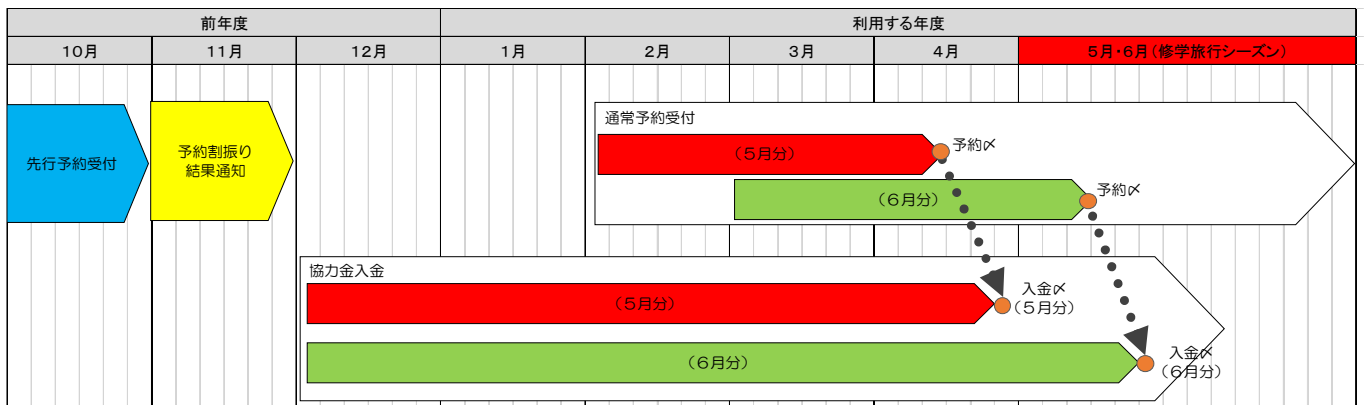 前年度
利用する年度
10月
11月
12月
1月
2月
3月
4月
5月・6月(修学旅行シーズン)
先行予約受付
予約割振り
結果通知
通常予約受付
(5月分)
予約〆
(6月分)
予約〆
協力金入金
(5月分)
入金〆
(5月分)
(6月分)
入金〆
(6月分)